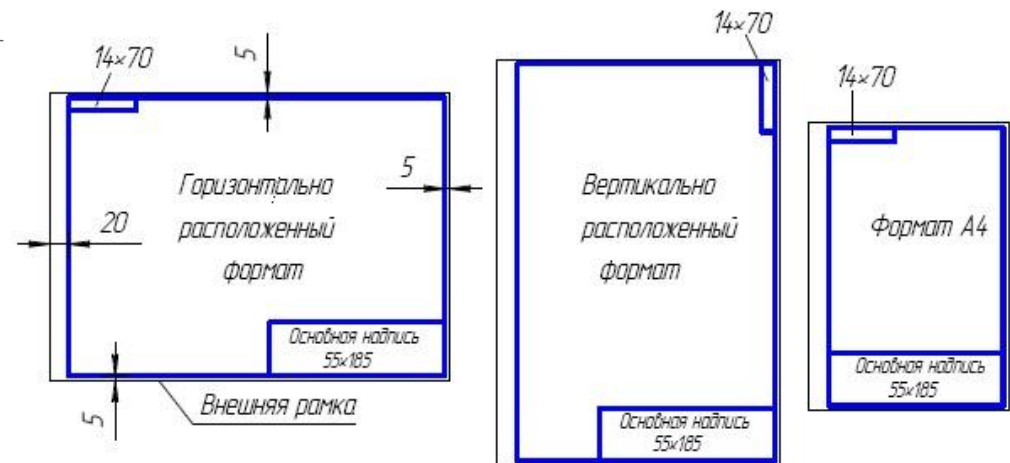 14×70
5
Горизонтально
расположенный
формат
5
20
Основная надпись
55×185
5
Внешняя рамка
14×70
Вертикально
расположенный
формат
Основная надпись
55×185
14×70
Формат А4
Основная надпись
55×185